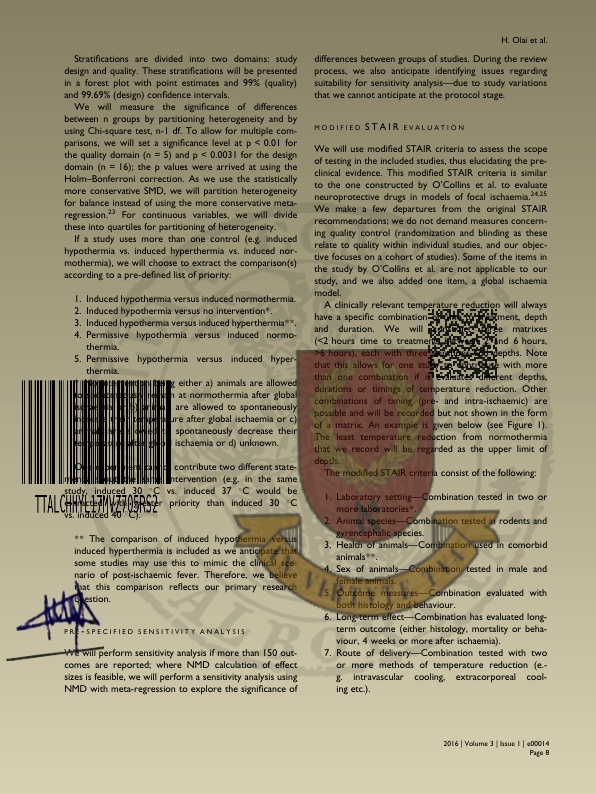 H. Olai et al.
Stratifications are divided into two domains: study
design and quality. These stratifications will be presented
in a forest plot with point estimates and 99% (quality)
and 99.69% (design) confidence intervals.
We will measure the significance of differences
between n groups by partitioning heterogeneity and by
using Chi-square test, n-1 df. To allow for multiple com-
parisons, we will set a significance level at p < 0.01 for
the quality domain (n = 5) and p < 0.0031 for the design
domain (n = 16); the p values were arrived at using the
Holm–Bonferroni correction. As we use the statistically
more conservative SMD, we will partition heterogeneity
for balance instead of using the more conservative meta-
regression.23 For continuous variables, we will divide
these into quartiles for partitioning of heterogeneity.
If a study uses more than one control (e.g. induced
hypothermia vs. induced hyperthermia vs. induced nor-
mothermia), we will choose to extract the comparison(s)
according to a pre-defined list of priority:
1. Induced hypothermia versus induced normothermia.
2. Induced hypothermia versus no intervention*.
3. Induced hypothermia versus induced hyperthermia**.
4. Permissive hypothermia versus induced normo-
thermia.
5. Permissive hypothermia versus induced hyper-
thermia.
either a) animals are allowed
at normothermia after global
are allowed to spontaneously
after global ischaemia or c)
spontaneously decrease their
ischaemia or d) unknown.
contribute two different state-
intervention (e.g. in the same
study, induced 30 °C vs. induced 37 °C would be
priority than induced 30 °C
vs. induced 40 °C).
** The comparison of induced hypothermia versus
induced hyperthermia is included as we anticipate that
some studies may use this to mimic the clinical sce-
nario of post-ischaemic fever. Therefore, we believe
that this comparison reflects our primary research
question.
PRE-SPECIFIED SENSITIVITY ANALYSIS
We will perform sensitivity analysis if more than 150 out-
comes are reported; where NMD calculation of effect
sizes is feasible, we will perform a sensitivity analysis using
NMD with meta-regression to explore the significance of
differences between groups of studies. During the review
process, we also anticipate identifying issues regarding
suitability for sensitivity analysis—due to study variations
that we cannot anticipate at the protocol stage.
MODIFIED STAIR EVALUATION
We will use modified STAIR criteria to assess the scope
of testing in the included studies, thus elucidating the pre-
clinical evidence. This modified STAIR criteria is similar
to the one constructed by O'Collins et al. to evaluate
neuroprotective drugs in models of focal ischaemia.24,25
We make a few departures from the original STAIR
recommendations; we do not demand measures concern-
ing quality control (randomization and blinding as these
relate to quality within individual studies, and our objec-
tive focuses on a cohort of studies). Some of the items in
the study by O'Collins et al. are not applicable to our
study, and we also added one item, a global ischaemia
model.
A clinically relevant temperature reduction will always
have a specific combination of timing, treatment, depth
and duration. We will matrixes
(<2 hours time to treatment, and 6 hours,
>6 hours), each with three depths. Note
that this allows for one study with more
than one combination if it evaluates different depths,
durations or timings of temperature reduction. Other
combinations of timing (pre- and intra-ischaemic) are
possible and will be recorded but not shown in the form
of a matrix. An example is given below (see Figure 1).
The least temperature reduction from normothermia
that we record will be regarded as the upper limit of
depth.
The modified STAIR criteria consist of the following:
1. Laboratory setting—Combination tested in two or
more laboratories*.
2. Animal species—Combination tested in rodents and
gyrencephalic species.
3. Health of animals—Combination used in comorbid
animals**.
4. Sex of animals—Combination tested in male and
female animals.
5. Outcome measures—Combination evaluated with
both histology and behaviour.
6. Long-term effect—Combination has evaluated long-
term outcome (either histology, mortality or beha-
viour, 4 weeks or more after ischaemia).
7. Route of delivery—Combination tested with two
or more methods of temperature reduction (e.-
g. intravascular cooling, extracorporeal cool-
ing etc.).
2016 | Volume 3 | Issue 1 | e00014
Page 8